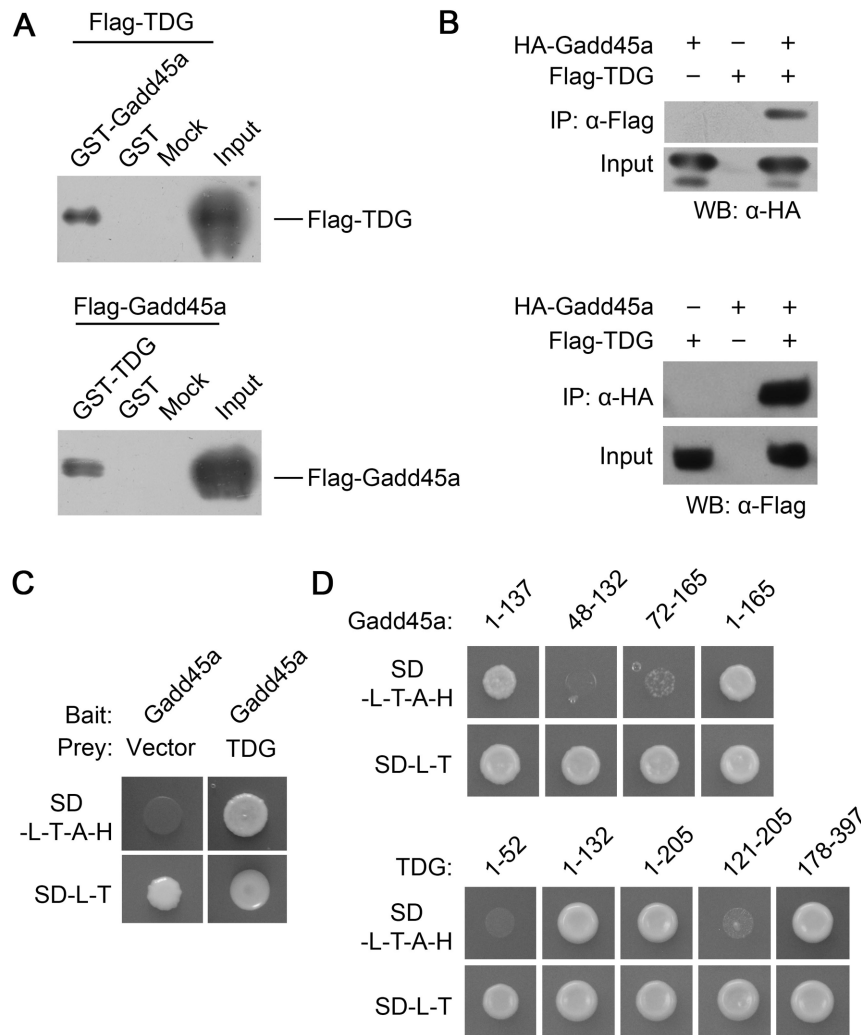 A
Flag-TDG
GST-Gadd45a
GST
Mock
Input
Flag-TDG
Flag-Gadd45a
GST-TDG
GST
Mock
Input
Flag-Gadd45a
B
HA-Gadd45a + – +
Flag-TDG – + +
IP: α-Flag
Input
WB: α-HA
HA-Gadd45a – + +
Flag-TDG + – +
IP: α-HA
Input
WB: α-Flag
C
Bait: Gadd45a Gadd45a
Prey: Vector TDG
SD
-L-T-A-H
SD-L-T
D
Gadd45a: 1-137 48-132 72-165 1-165
SD
-L-T-A-H
SD-L-T
TDG: 1-52 1-132 1-205 121-205 178-397
SD
-L-T-A-H
SD-L-T